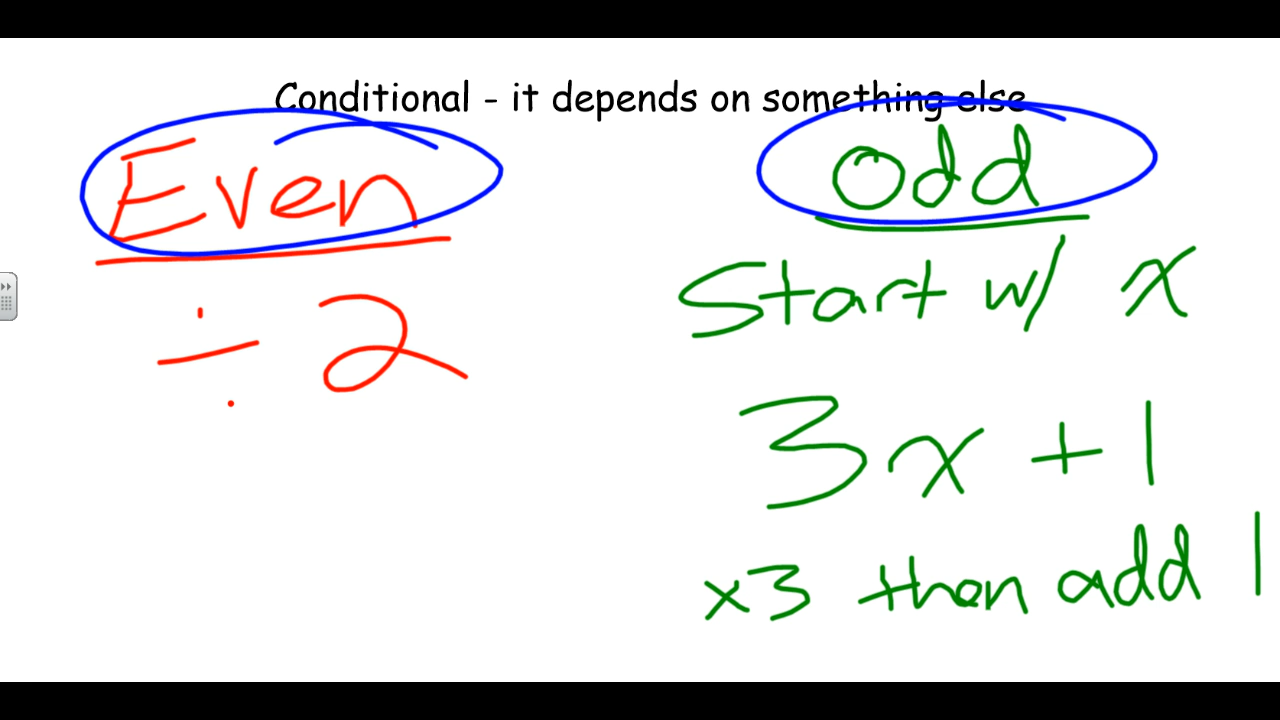 Conditional - it depends on something else
Even
÷ 2
Odd
Start w/ x
3x + 1
x3 then add 1